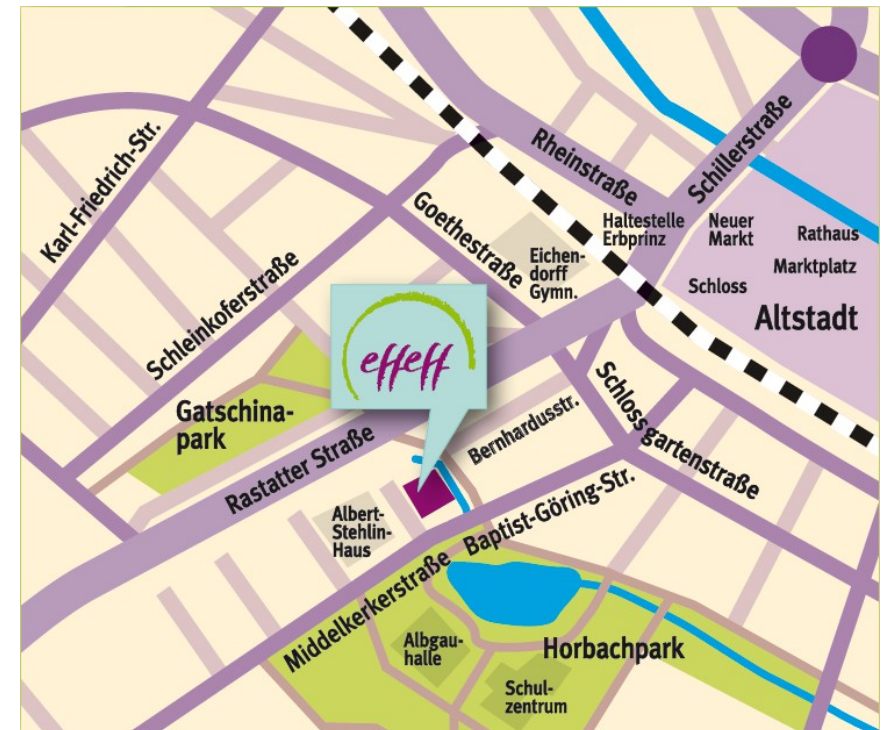 Karl-Friedrich-Str.
Rheinstraße
Schillerstraße
Goethestraße
Haltestelle
Erbprinz
Neuer
Markt
Rathaus
Marktplatz
Schloss
Altstadt
Eichen-
dorff
Gymn.
Schleinkoferstraße
effeff
Gatschina-
park
Rastatter Straße
Bernhardusstr.
Schlossgartenstraße
Albert-
Stehlin-
Haus
Baptist-Göring-Str.
Middelkerkerstraße
Albgau-
halle
Horbachpark
Schul-
zentrum